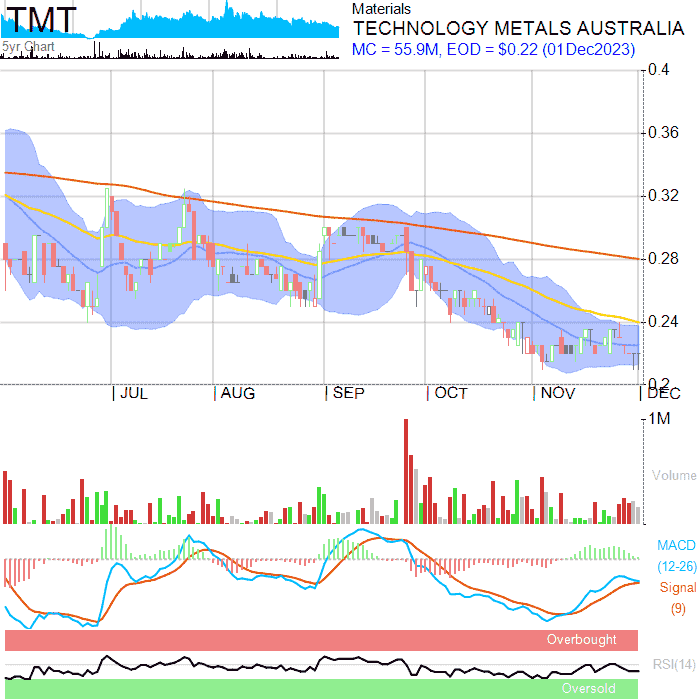 TMT
5yr Chart
Materials
TECHNOLOGY METALS AUSTRALIA
MC = 55.9M, EOD = $0.22 (01Dec2023)
0.4
0.36
0.32
0.28
0.24
0.2
JUL AUG SEP OCT NOV DEC
1M
Volume
MACD
(12-26)
Signal
(9)
Overbought
RSI(14)
Oversold